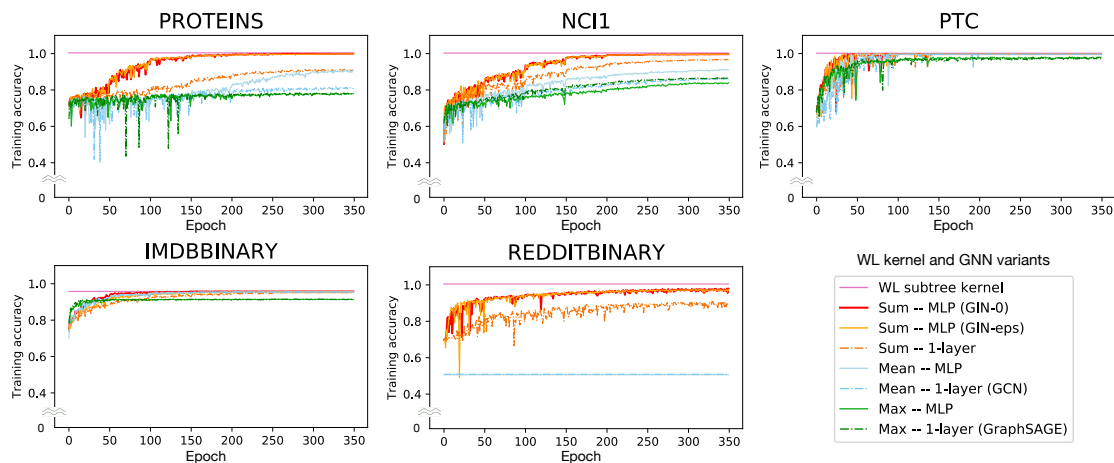 PROTEINS
Training accuracy
1.0
0.8
0.6
0.4
0
0 50 100 150 200 250 300 350
Epoch
NCI1
Training accuracy
1.0
0.8
0.6
0.4
0
0 50 100 150 200 250 300 350
Epoch
PTC
Training accuracy
1.0
0.8
0.6
0.4
0
0 50 100 150 200 250 300 350
Epoch
IMDBBINARY
Training accuracy
1.0
0.8
0.6
0.4
0
0 50 100 150 200 250 300 350
Epoch
REDDITBINARY
Training accuracy
1.0
0.8
0.6
0.4
0
0 50 100 150 200 250 300 350
Epoch
WL kernel and GNN variants
WL subtree kernel
Sum -- MLP (GIN-0)
Sum -- MLP (GIN-eps)
Sum -- 1-layer
Mean -- MLP
Mean -- 1-layer (GCN)
Max -- MLP
Max -- 1-layer (GraphSAGE)